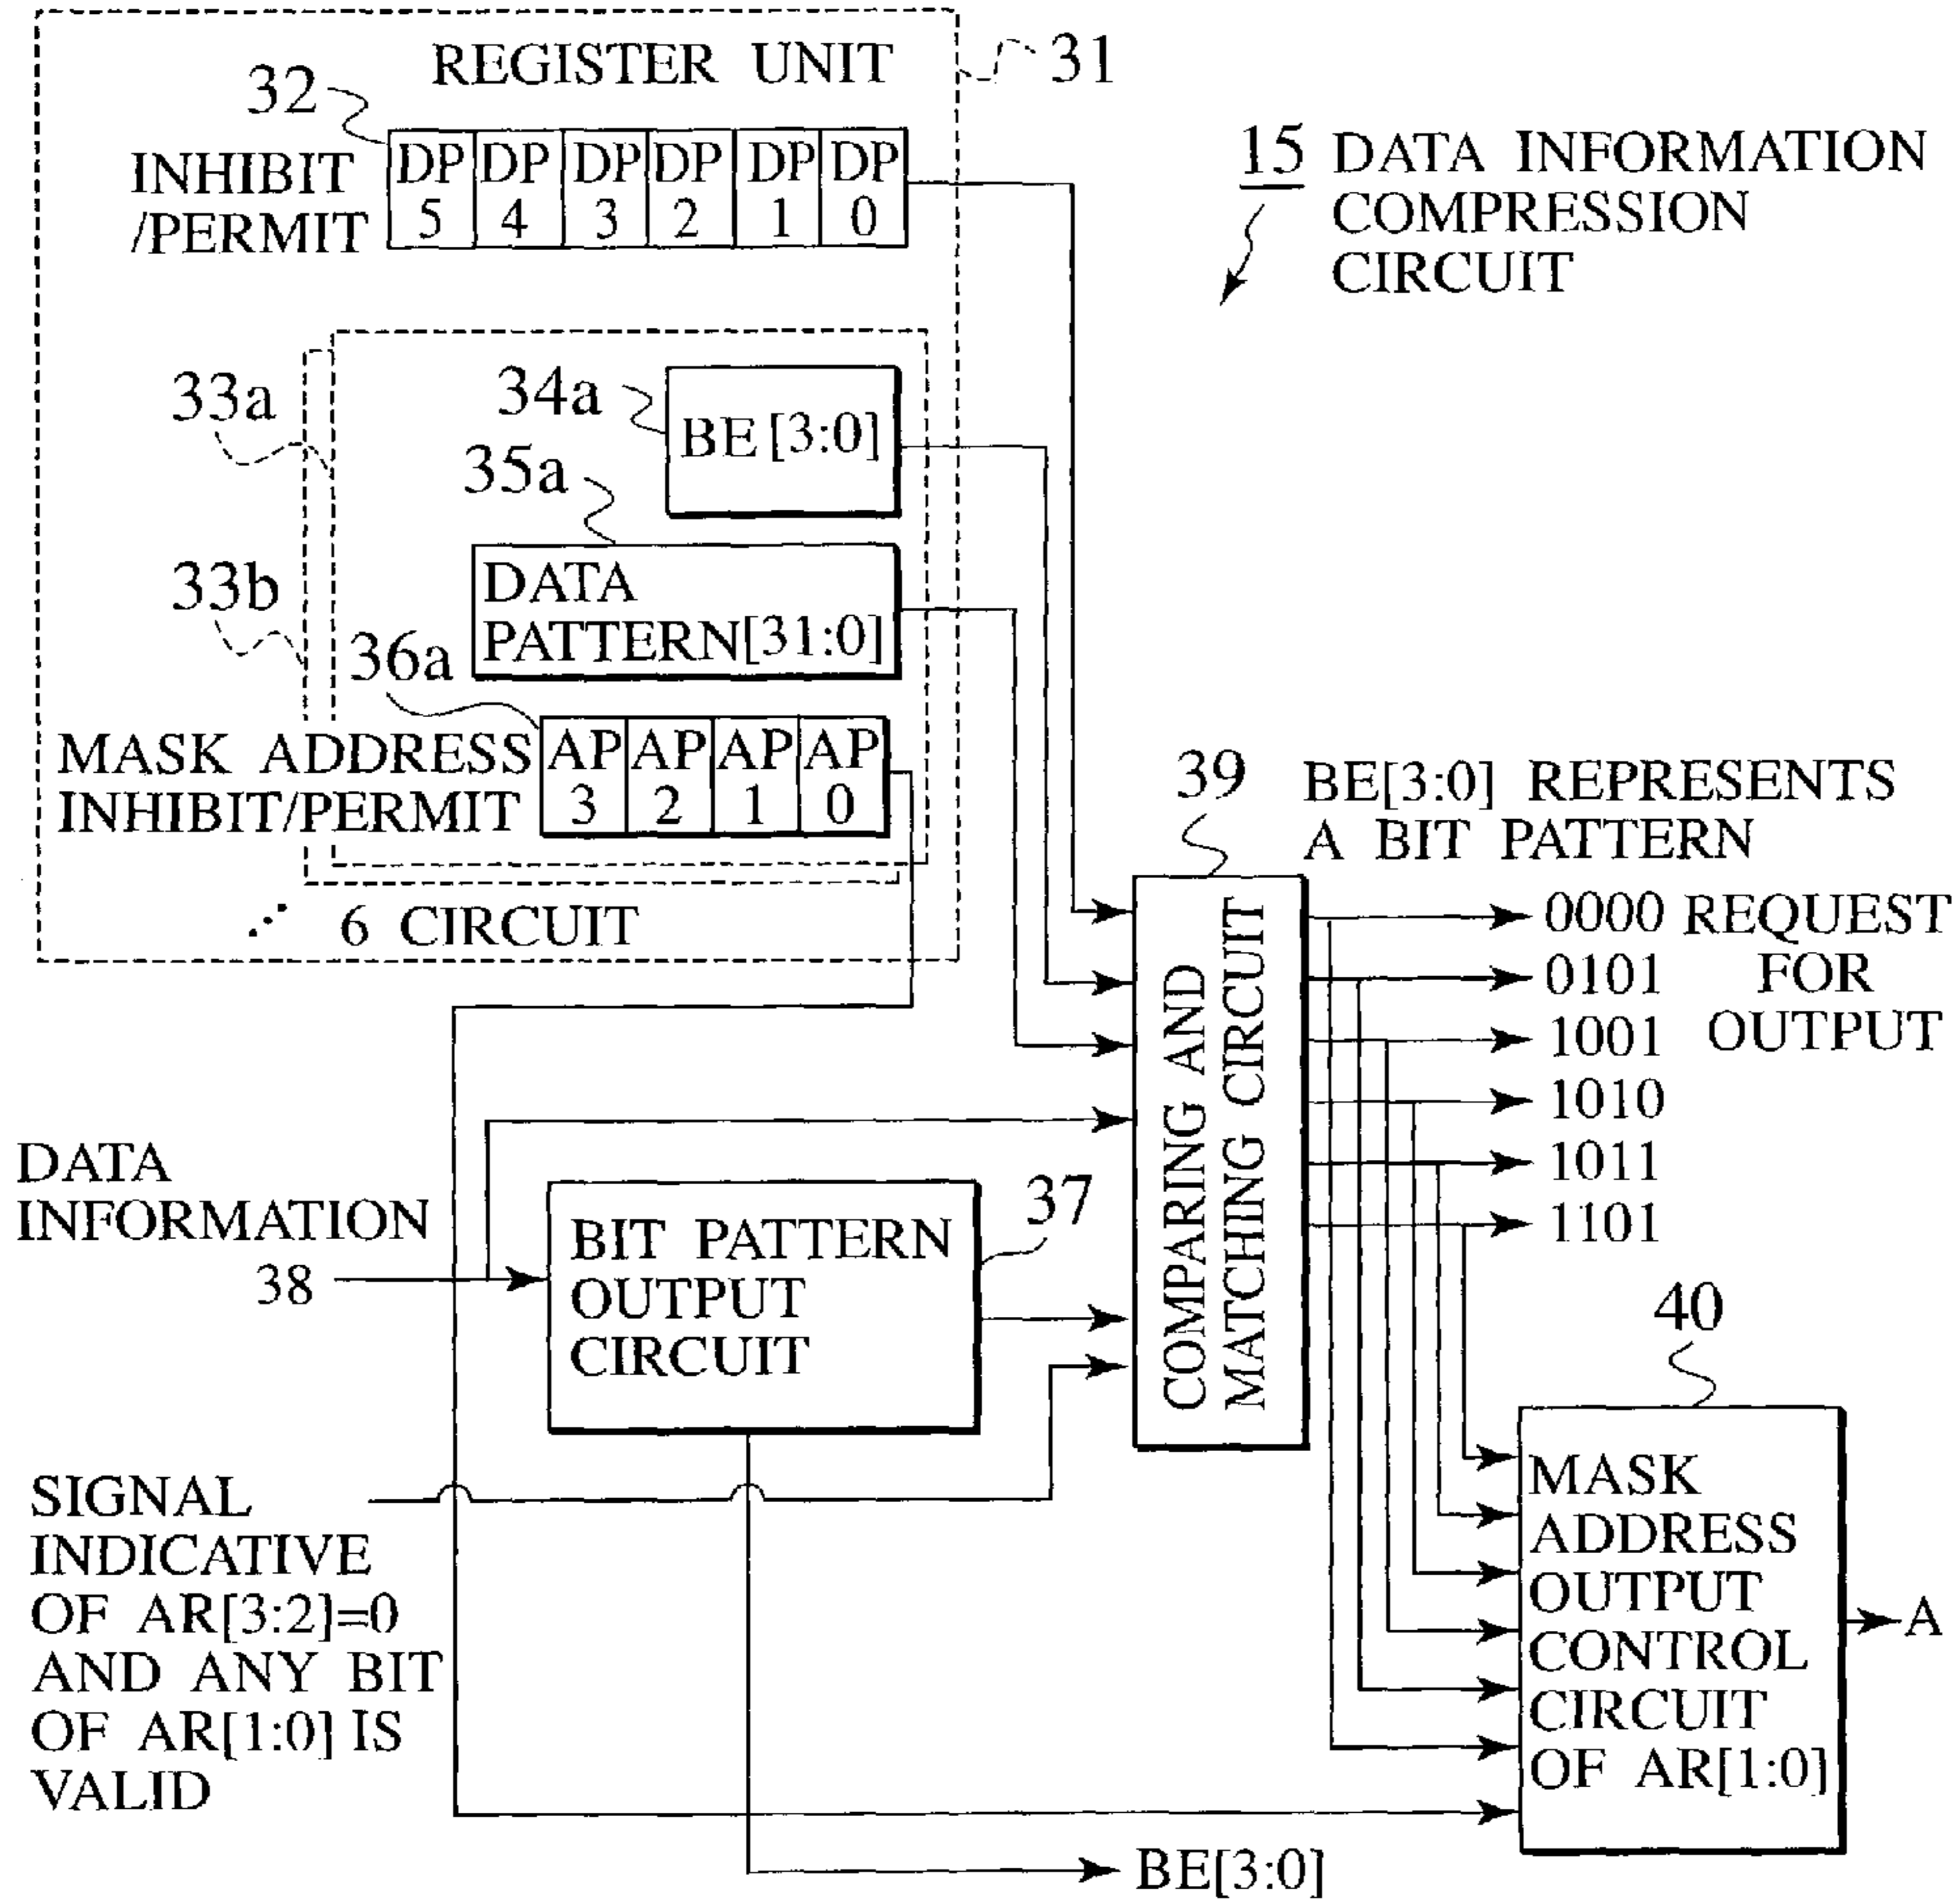 REGISTER UNIT
31
32
INHIBIT
/PERMIT
DP DP DP DP DP DP
5 4 3 2 1 0
15 DATA INFORMATION
COMPRESSION
CIRCUIT
33a
34a
BE [3:0]
35a
33b
DATA
PATTERN[31:0]
36a
MASK ADDRESS
INHIBIT/PERMIT
AP AP AP AP
3 2 1 0
6 CIRCUIT
39
BE[3:0] REPRESENTS
A BIT PATTERN
COMPARING AND
MATCHING CIRCUIT
0000 REQUEST
0101 FOR
1001 OUTPUT
1010
1011
1101
DATA
INFORMATION
38
BIT PATTERN
OUTPUT
CIRCUIT
37
40
SIGNAL
INDICATIVE
OF AR[3:2]=0
AND ANY BIT
OF AR[1:0] IS
VALID
MASK
ADDRESS
OUTPUT
CONTROL
CIRCUIT
OF AR[1:0]
A
BE[3:0]